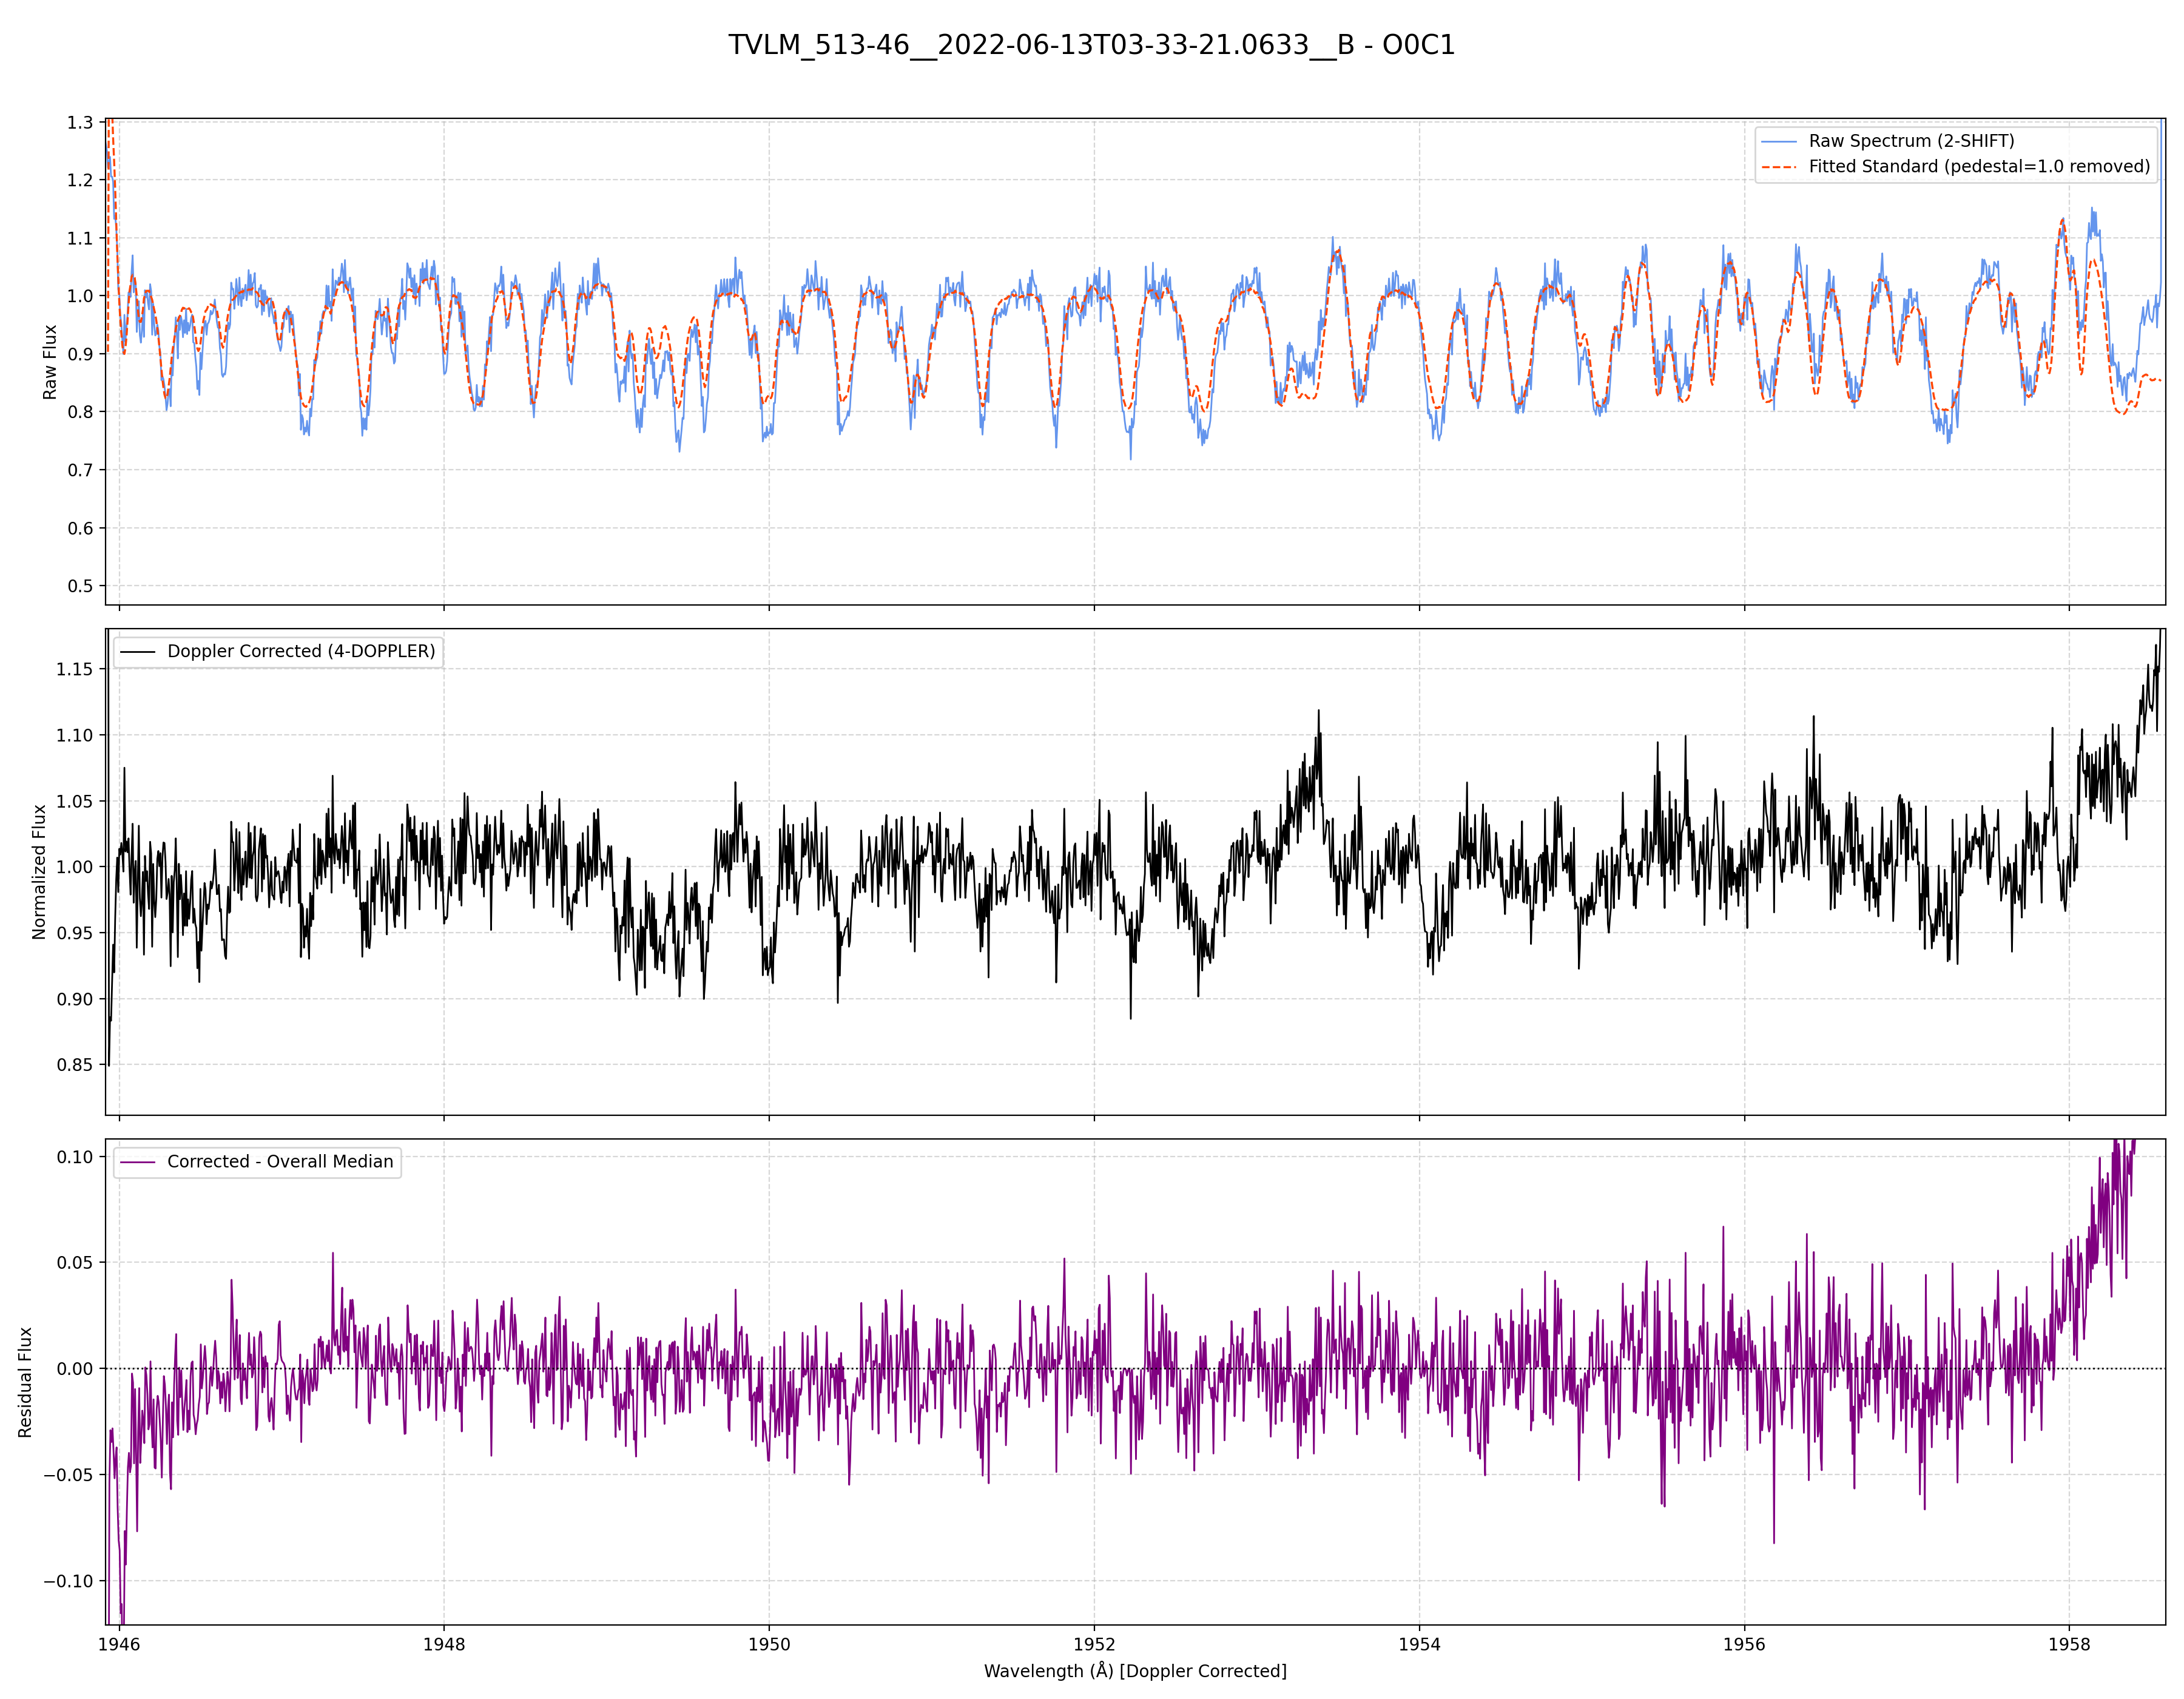 TVLM_513-46__2022-06-13T03-33-21.0633__B - O0C1
Raw Flux
1.3
1.2
1.1
1.0
0.9
0.8
0.7
0.6
0.5
Raw Spectrum (2-SHIFT)
Fitted Standard (pedestal=1.0 removed)
Normalized Flux
1.15
1.10
1.05
1.00
0.95
0.90
0.85
Doppler Corrected (4-DOPPLER)
Residual Flux
0.10
0.05
0.00
−0.05
−0.10
Corrected - Overall Median
1946 1948 1950 1952 1954 1956 1958
Wavelength (Å) [Doppler Corrected]